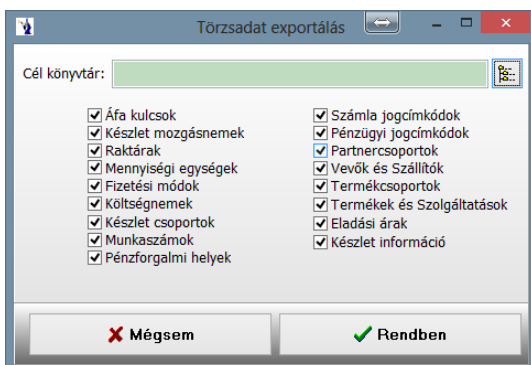 Törzsadat exportálás
Cél könyvtár:
Áfa kulcsok
Készlet mozgásnemek
Raktárak
Mennyiségi egységek
Fizetési módok
Költségnemek
Készlet csoportok
Munkaszámok
Pénzforgalmi helyek
Számla jogcímkódok
Pénzügyi jogcímkódok
Partnercsoportok
Vevők és Szállítók
Termékcsoportok
Termékek és Szolgáltatások
Eladási árak
Készlet információ
Mégsem
Rendben